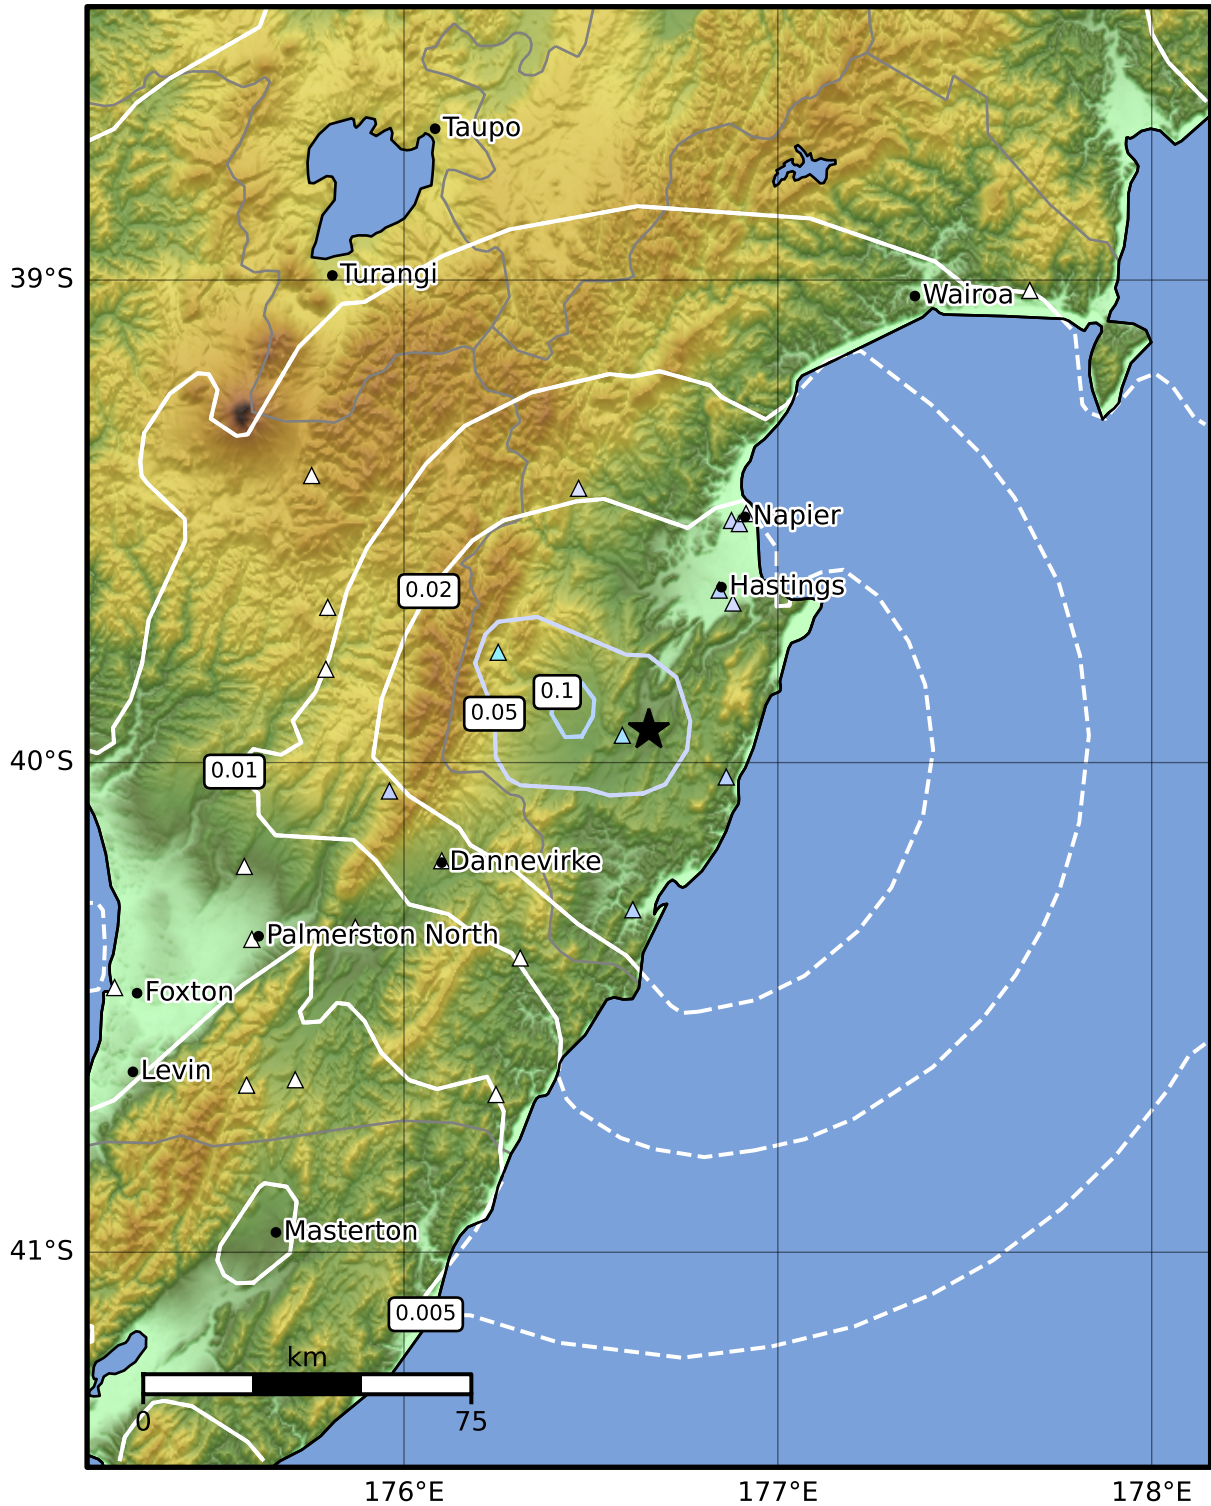 Taupo
39°S
Turangi
Wairoa
Napier
Hastings
0.02
0.1
0.05
40°S
0.01
Dannevirke
Palmerston North
Foxton
Levin
Masterton
41°S
0.005
km
0 75
176°E 177°E 178°E